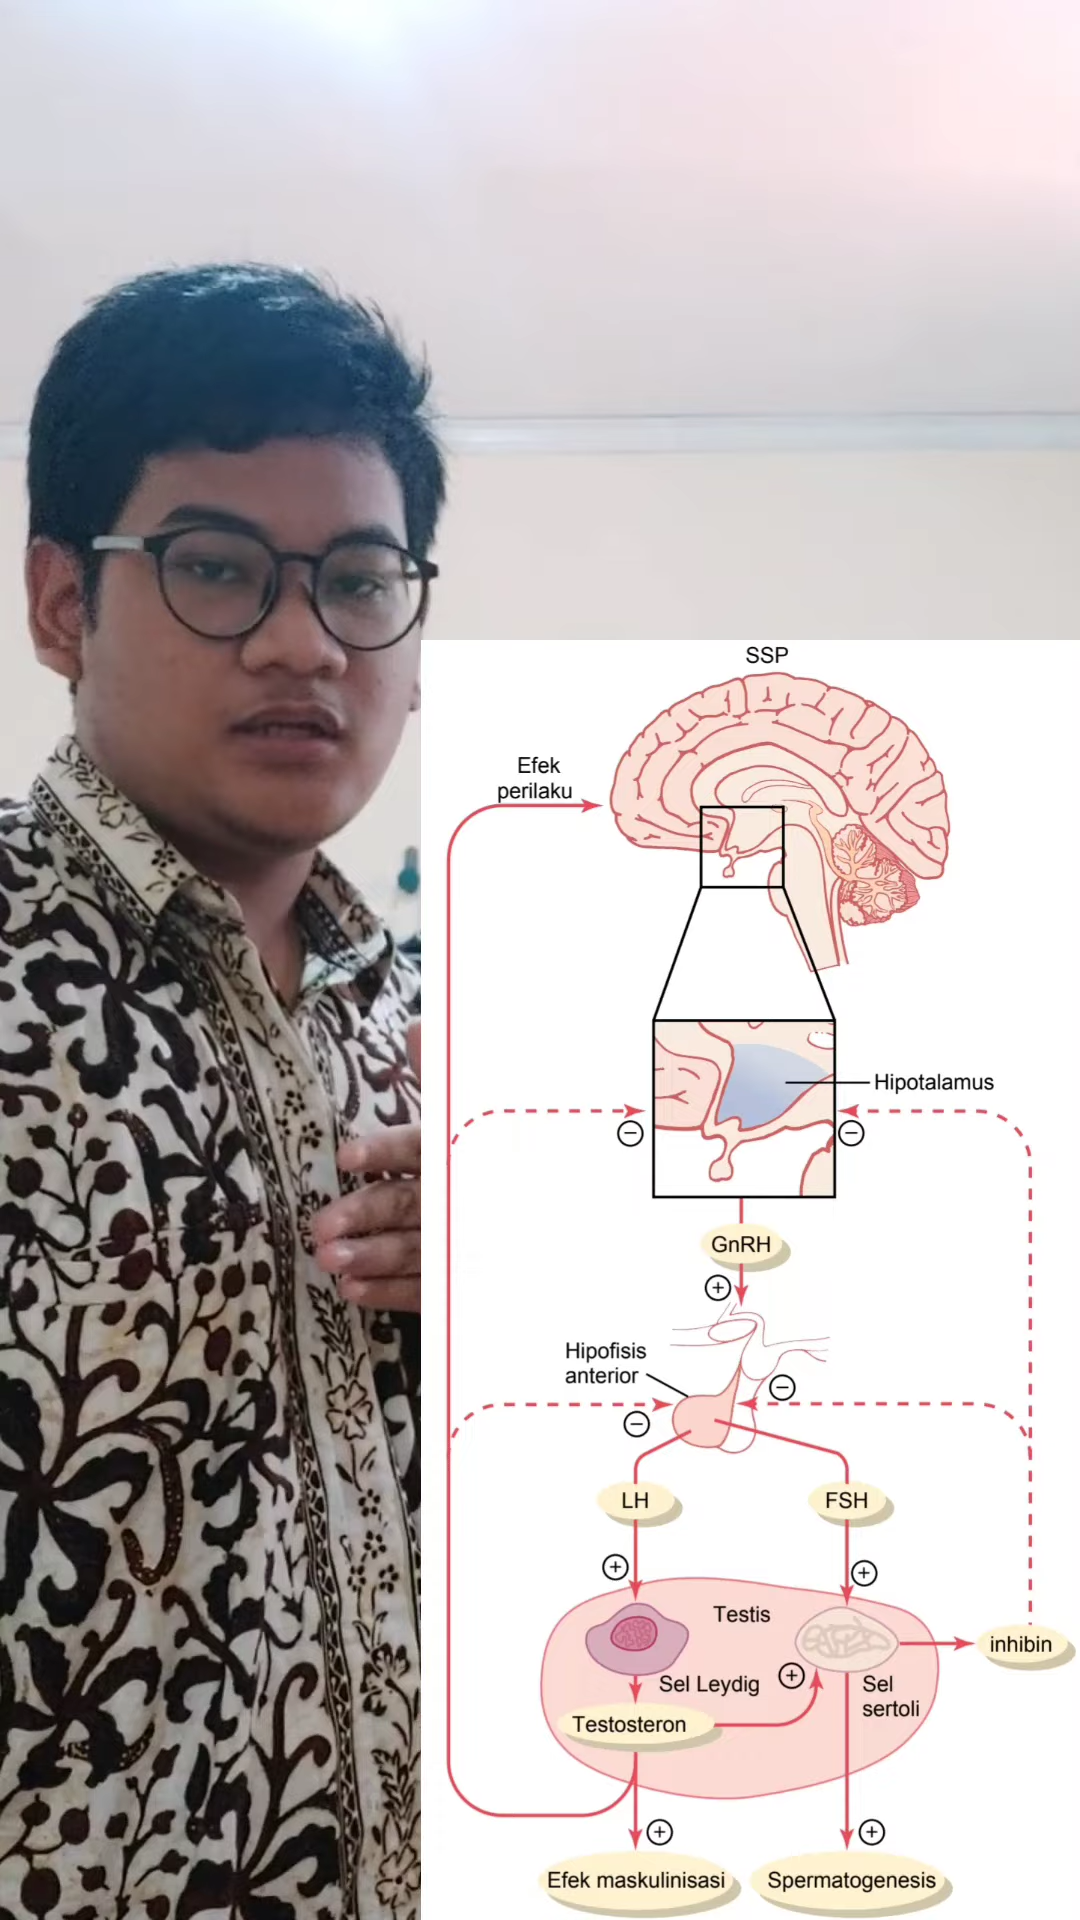 SSP
Efek
perilaku
Hipotalamus
−
−
GnRH
+
Hipofisis
anterior
−
−
LH
FSH
+
+
Testis
Sel Leydig
+
Sel
sertoli
inhibin
Testosteron
+
+
Efek maskulinisasi
Spermatogenesis